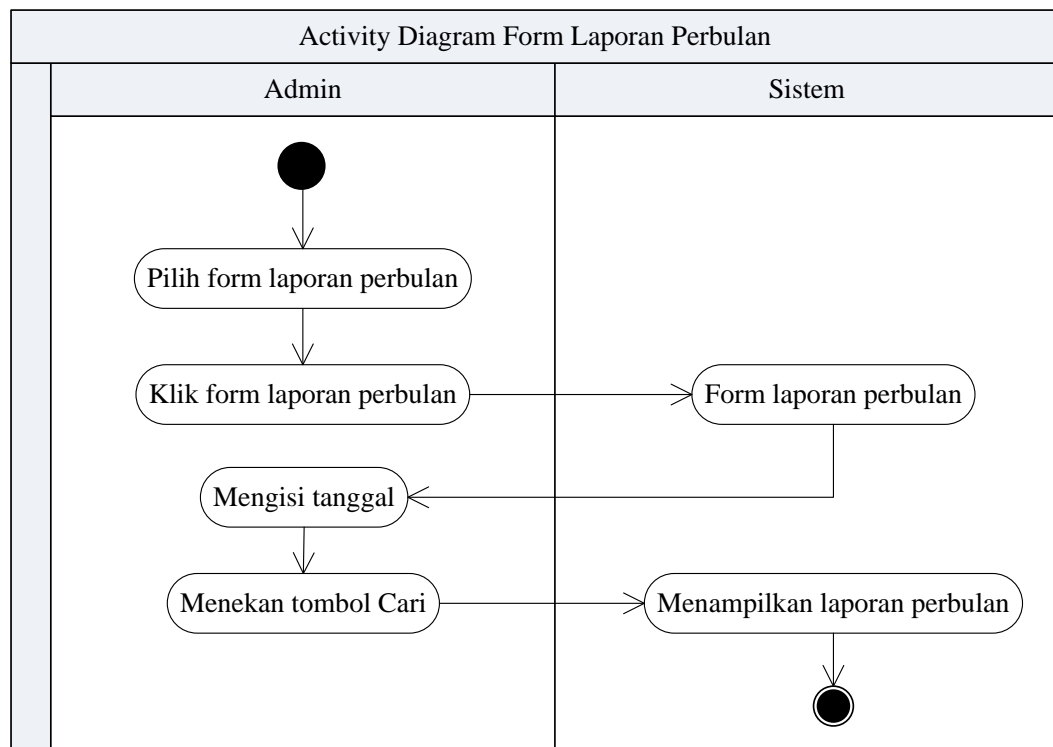 Activity Diagram Form Laporan Perbulan
Admin
Sistem
Pilih form laporan perbulan
Klik form laporan perbulan
Form laporan perbulan
Mengisi tanggal
Menekan tombol Cari
Menampilkan laporan perbulan